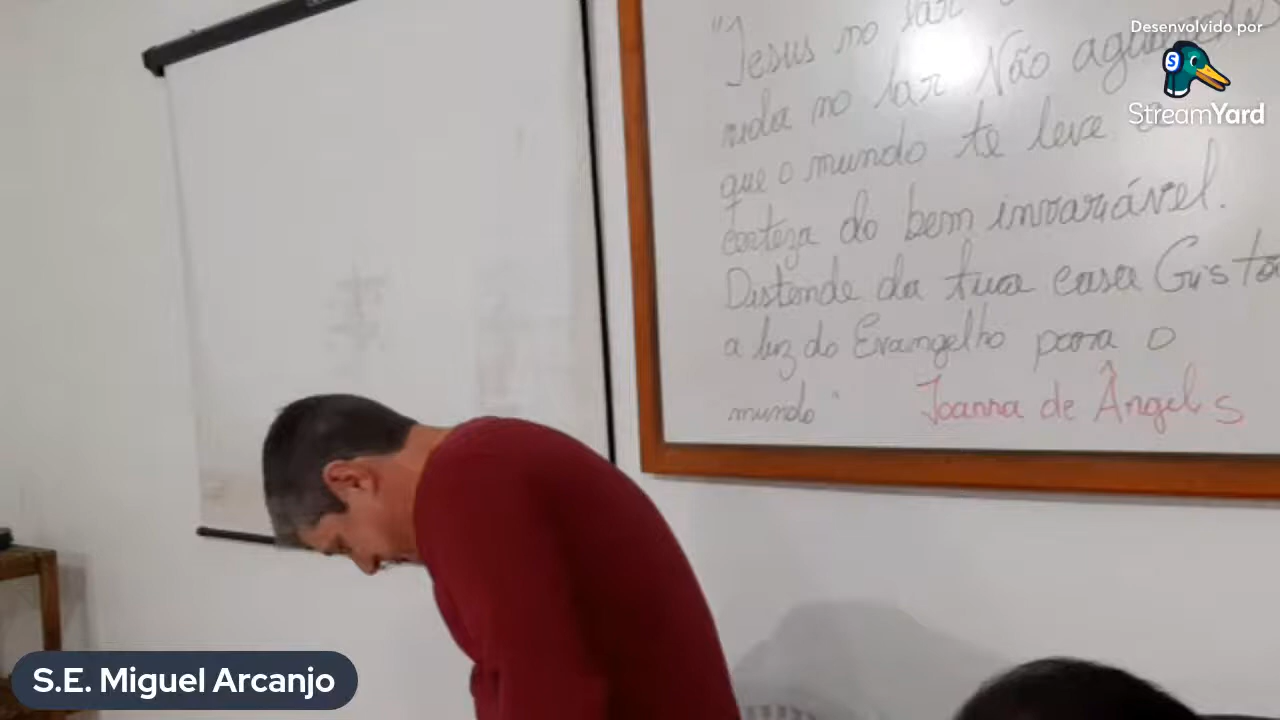 "Jesus no lar
vida no lar Não aguardes
que o mundo te leve a
certeza do bem invariável.
Distende da tua casa Cristã
a luz do Evangelho para o
mundo"
Joanna de Ângelis
Desenvolvido por
StreamYard
S.E. Miguel Arcanjo